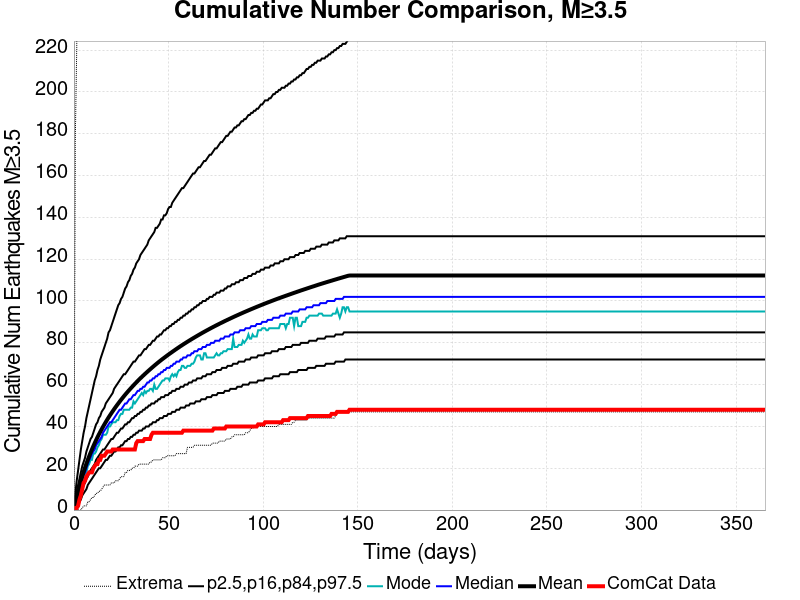 Cumulative Number Comparison, M≥3.5
Cumulative Num Earthquakes M≥3.5
220
200
180
160
140
120
100
80
60
40
20
0
0 50 100 150 200 250 300 350
Time (days)
Extrema p2.5,p16,p84,p97.5 Mode Median Mean ComCat Data